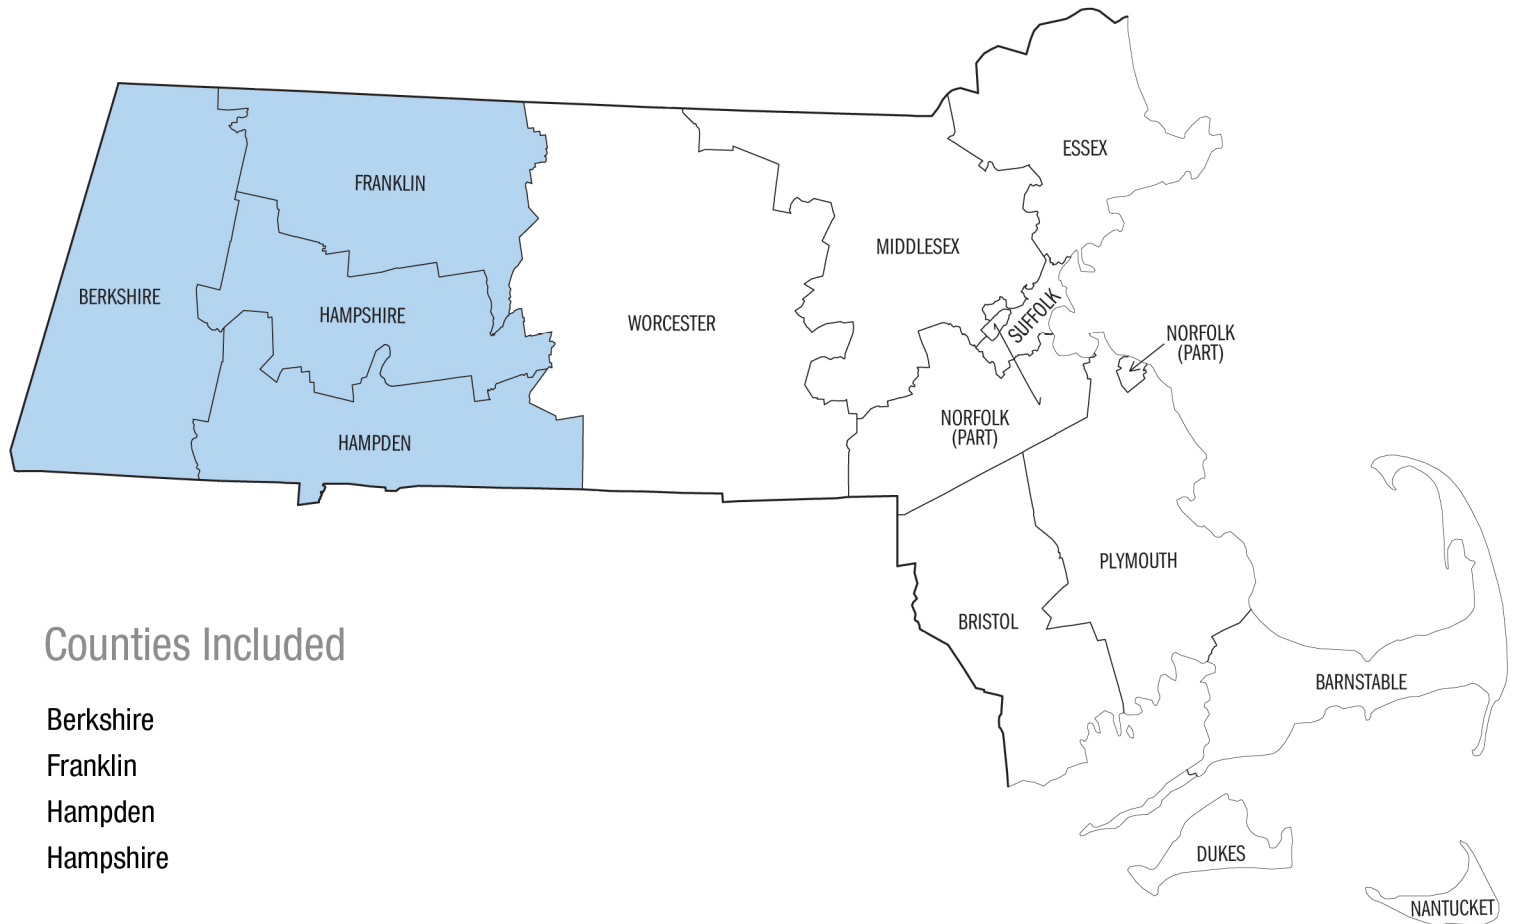 ESSEX
FRANKLIN
MIDDLESEX
BERKSHIRE
HAMPSHIRE
WORCESTER
SUFFOLK
NORFOLK
(PART)
NORFOLK
(PART)
HAMPDEN
PLYMOUTH
BRISTOL
BARNSTABLE
DUKES
NANTUCKET
Counties Included
Berkshire
Franklin
Hampden
Hampshire